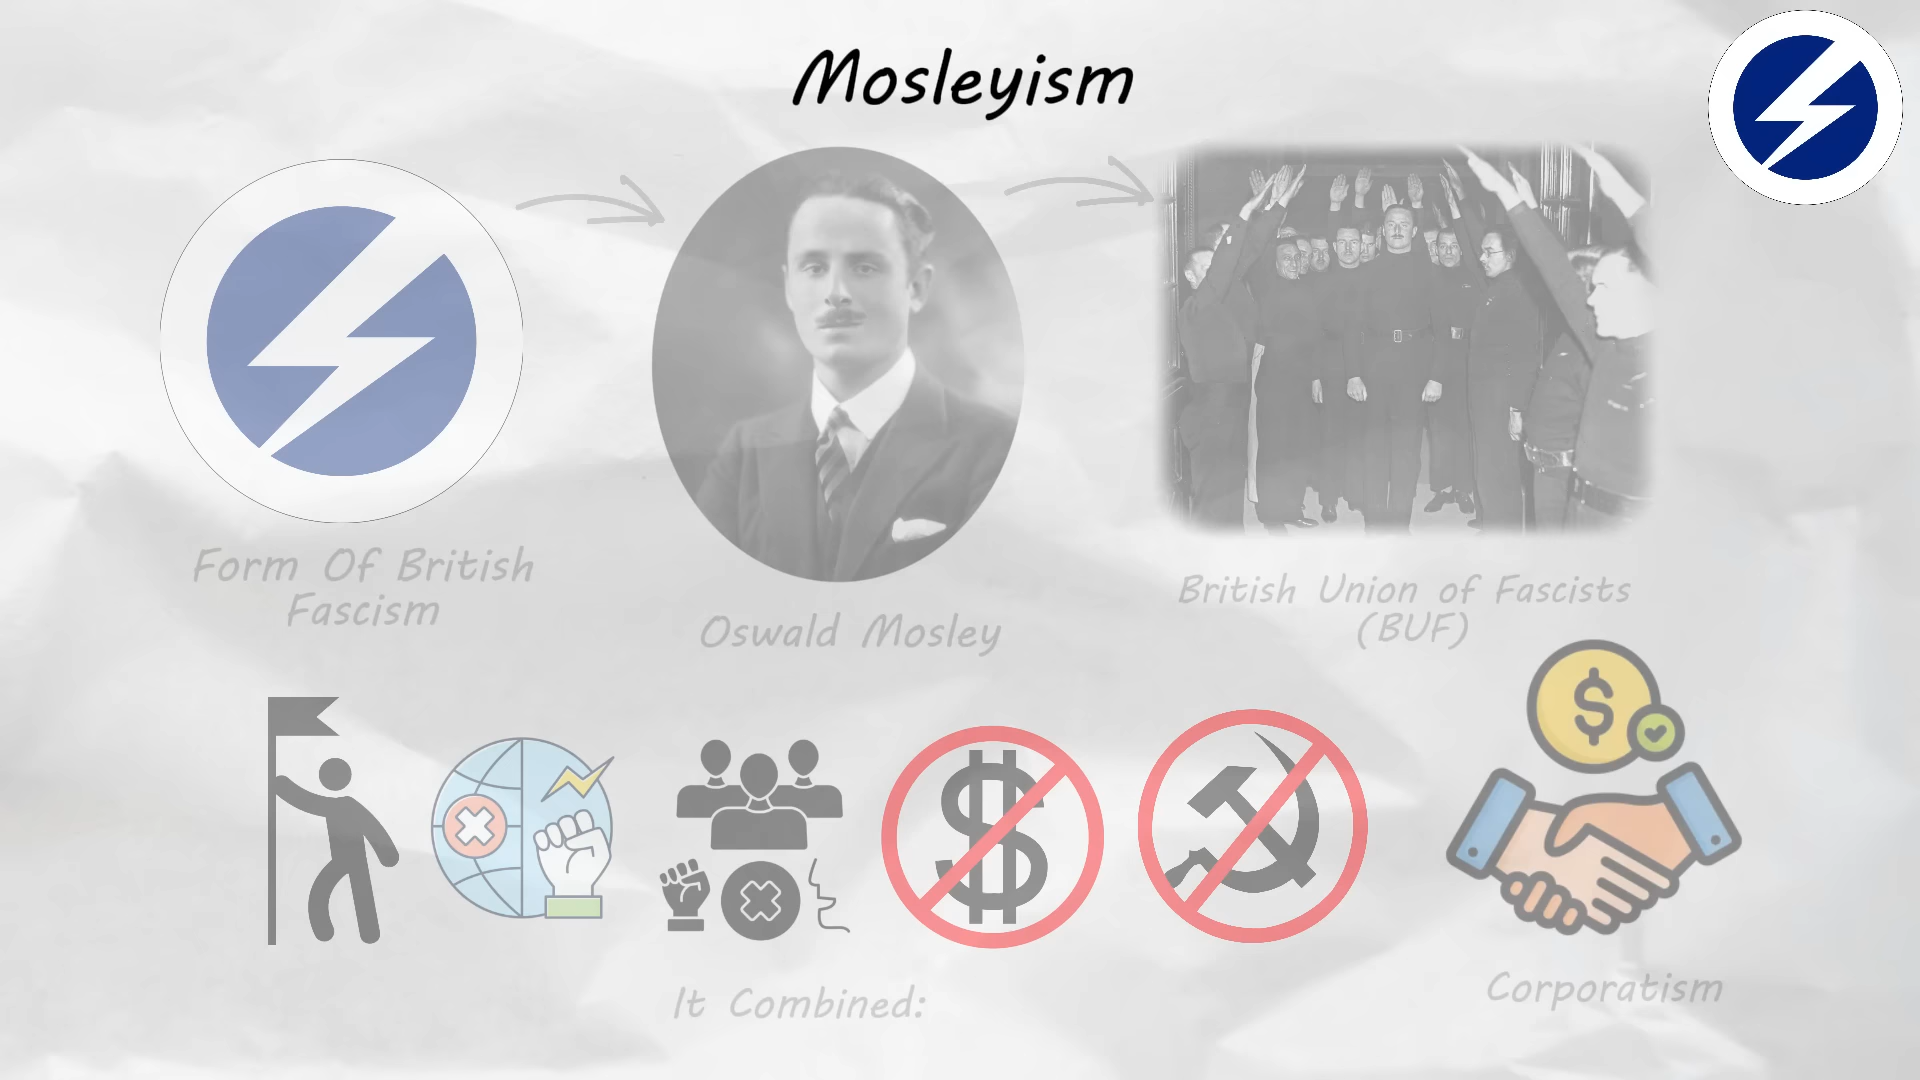 Mosleyism
Form Of British
Fascism
Oswald Mosley
British Union of Fascists
(BUF)
It Combined:
Corporatism